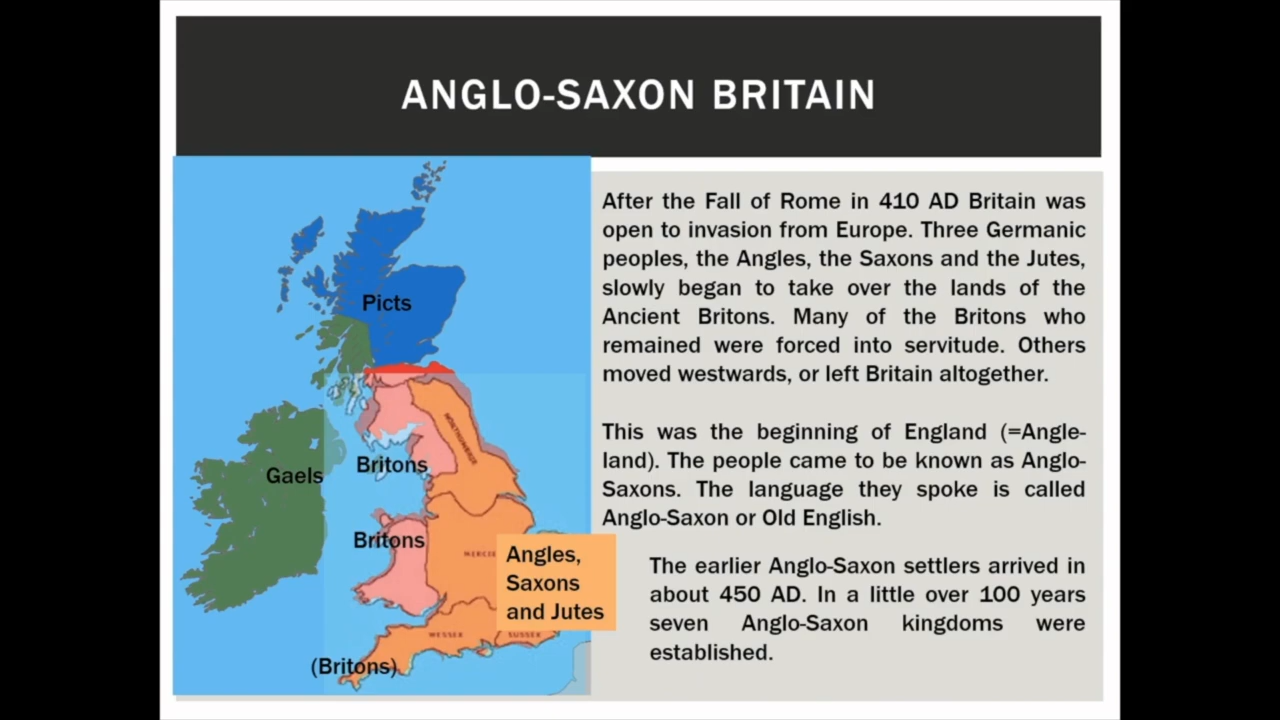 ANGLO-SAXON BRITAIN
After the Fall of Rome in 410 AD Britain was
open to invasion from Europe. Three Germanic
peoples, the Angles, the Saxons and the Jutes,
slowly began to take over the lands of the
Ancient Britons. Many of the Britons who
remained were forced into servitude. Others
moved westwards, or left Britain altogether.
This was the beginning of England (=Angle-
land). The people came to be known as Anglo-
Saxons. The language they spoke is called
Anglo-Saxon or Old English.
The earlier Anglo-Saxon settlers arrived in
about 450 AD. In a little over 100 years
seven Anglo-Saxon kingdoms were
established.
Picts
Gaels
Britons
Britons
(Britons)
Angles,
Saxons
and Jutes
WESSEX
SUSSEX